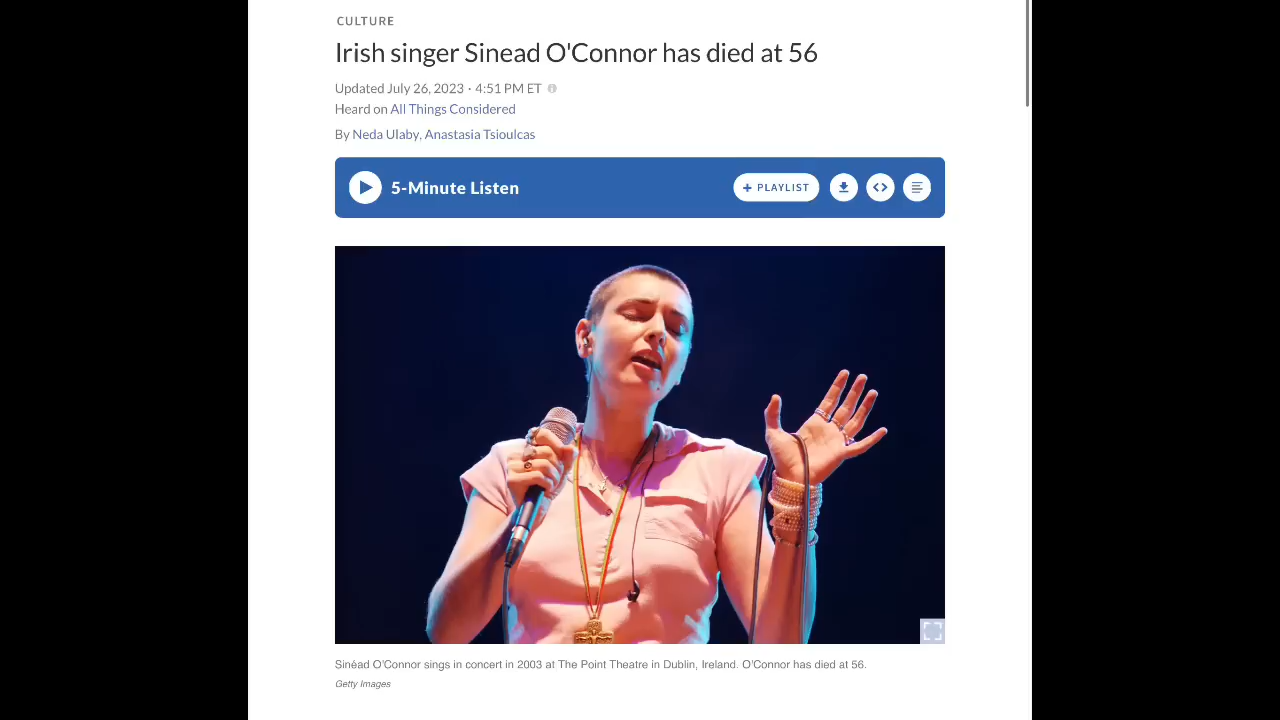 CULTURE
Irish singer Sinead O'Connor has died at 56
Updated July 26, 2023 · 4:51 PM ET
Heard on All Things Considered
By Neda Ulaby, Anastasia Tsioulcas
5-Minute Listen
+ PLAYLIST
Sinéad O'Connor sings in concert in 2003 at The Point Theatre in Dublin, Ireland. O'Connor has died at 56.
Getty Images